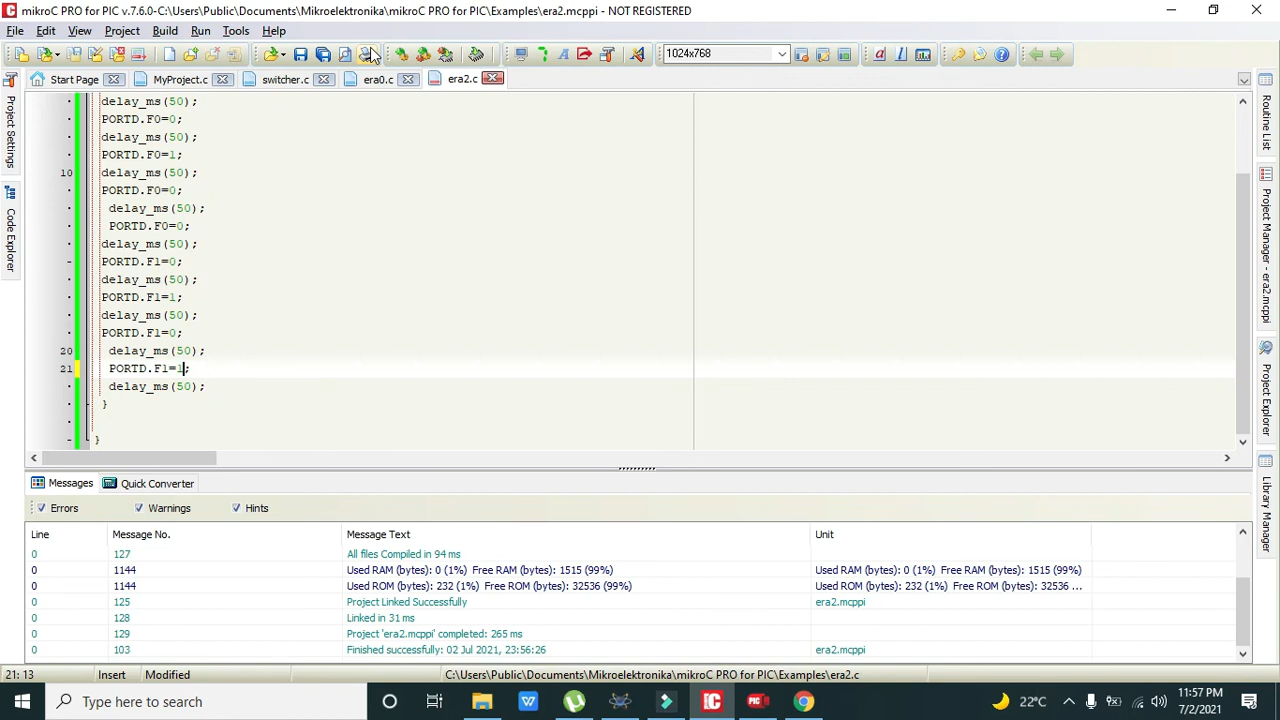 mikroC PRO for PIC v.7.6.0-C:\Users\Public\Documents\Mikroelektronika\mikroC PRO for PIC\Examples\era2.mcppi - NOT REGISTERED
File Edit View Project Build Run Tools Help
1024x768
Start Page MyProject.c switcher.c era0.c era2.c
delay_ms(50);
PORTD.F0=0;
delay_ms(50);
PORTD.F0=1;
10 delay_ms(50);
PORTD.F0=0;
delay_ms(50);
PORTD.F0=0;
delay_ms(50);
PORTD.F1=0;
delay_ms(50);
PORTD.F1=1;
delay_ms(50);
PORTD.F1=0;
20 delay_ms(50);
21 PORTD.F1=1;
delay_ms(50);
}
}
Project Settings
Code Explorer
Routine List
Project Manager - era2.mcppi
Project Explorer
Library Manager
Messages Quick Converter
Errors Warnings Hints
Line Message No. Message Text Unit
0 127 All files Compiled in 94 ms
0 1144 Used RAM (bytes): 0 (1%) Free RAM (bytes): 1515 (99%) Used RAM (bytes): 0 (1%) Free RAM (bytes): 1515 (99%)
0 1144 Used ROM (bytes): 232 (1%) Free ROM (bytes): 32536 (99%) Used ROM (bytes): 232 (1%) Free ROM (bytes): 32536 ...
0 125 Project Linked Successfully era2.mcppi
0 128 Linked in 31 ms
0 129 Project 'era2.mcppi' completed: 265 ms
0 103 Finished successfully: 02 Jul 2021, 23:56:26 era2.mcppi
21: 13 Insert Modified C:\Users\Public\Documents\Mikroelektronika\mikroC PRO for PIC\Examples\era2.c
Type here to search
22°C
11:57 PM
7/2/2021